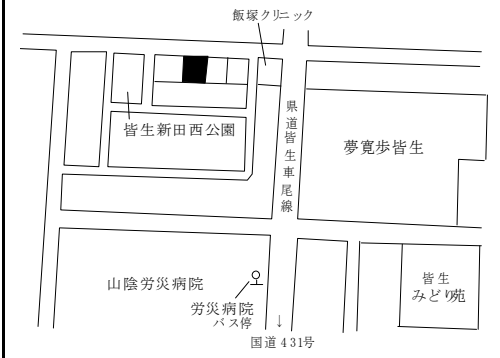 飯塚クリニック
皆生新田西公園
県道皆生車尾線
夢寛歩皆生
山陰労災病院
労災病院
バス停
↓
国道431号
皆生
みどり苑